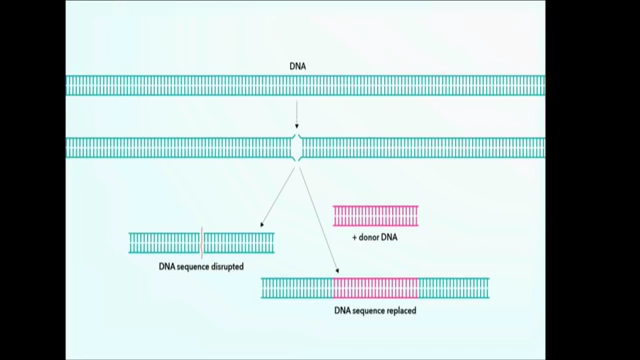 DNA
+ donor DNA
DNA sequence disrupted
DNA sequence replaced